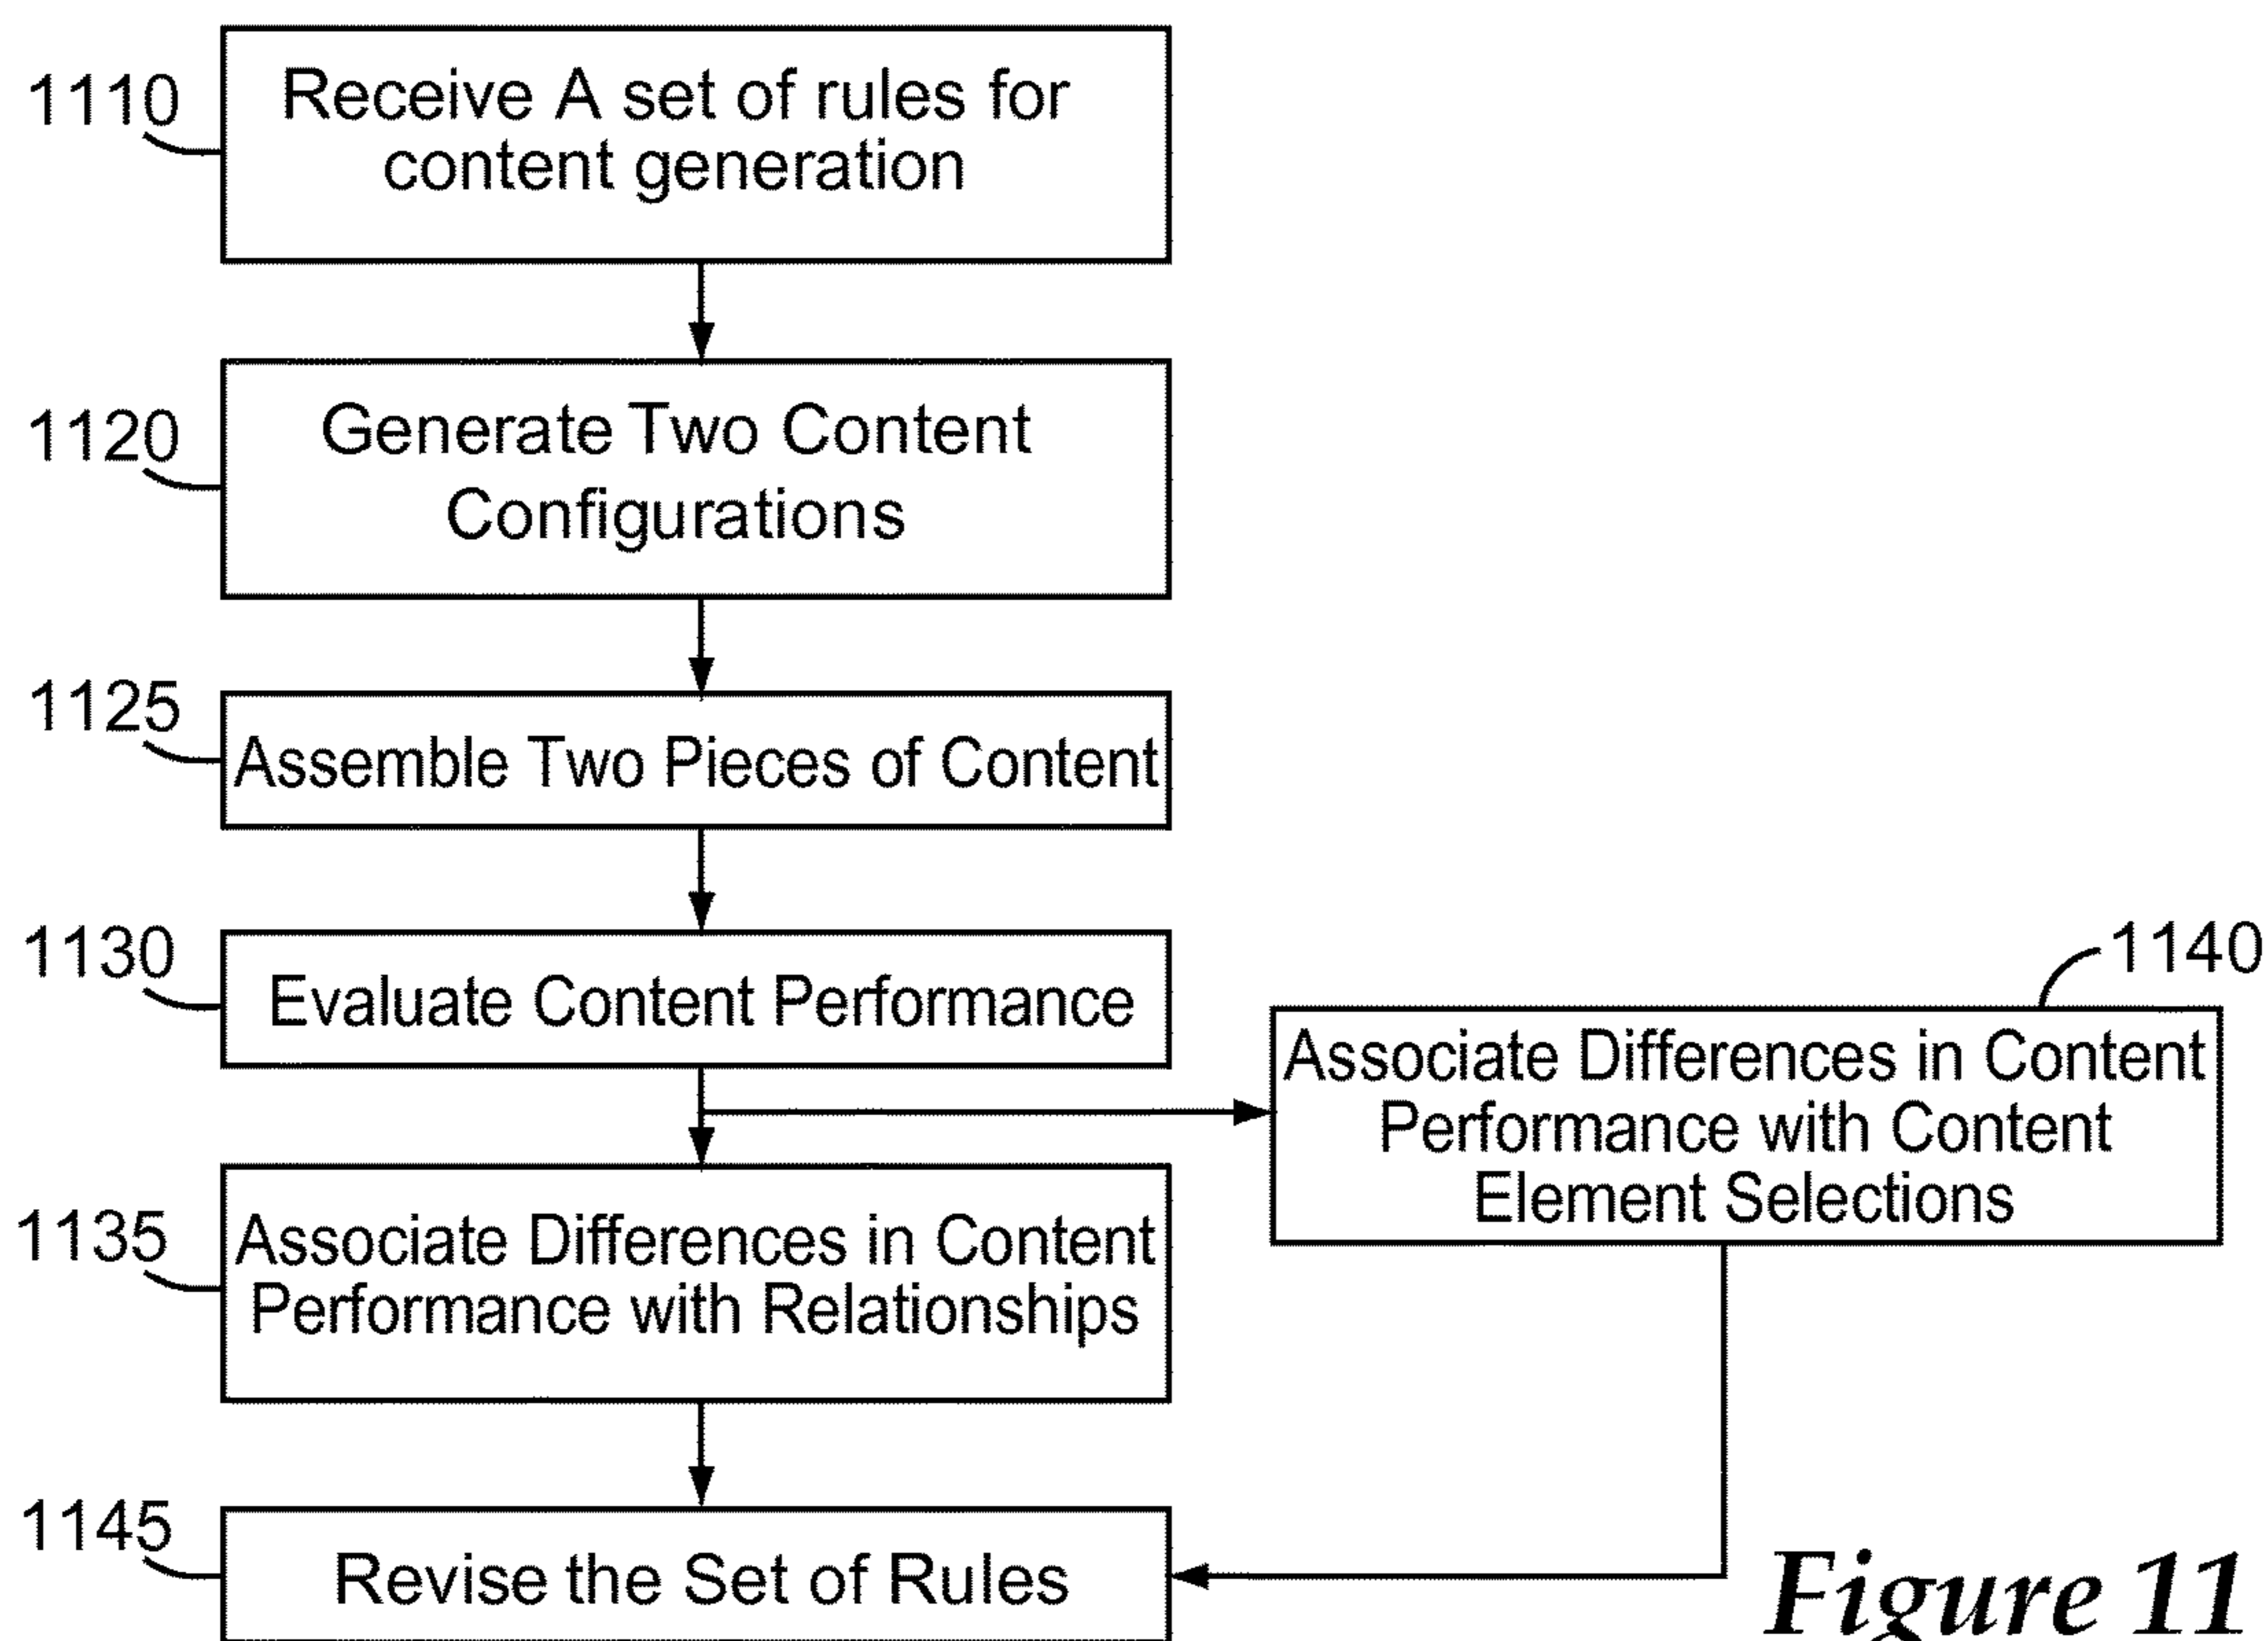 1110
Receive A set of rules for
content generation
1120
Generate Two Content
Configurations
1125
Assemble Two Pieces of Content
1130
Evaluate Content Performance
1140
Associate Differences in Content
Performance with Content
Element Selections
1135
Associate Differences in Content
Performance with Relationships
1145
Revise the Set of Rules
Figure 11